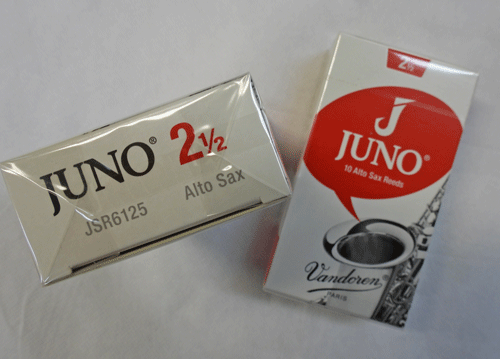 JUNO® 2½
JSR6125 Alto Sax
2½
J
JUNO®
10 Alto Sax Reeds
Vandoren
PARIS